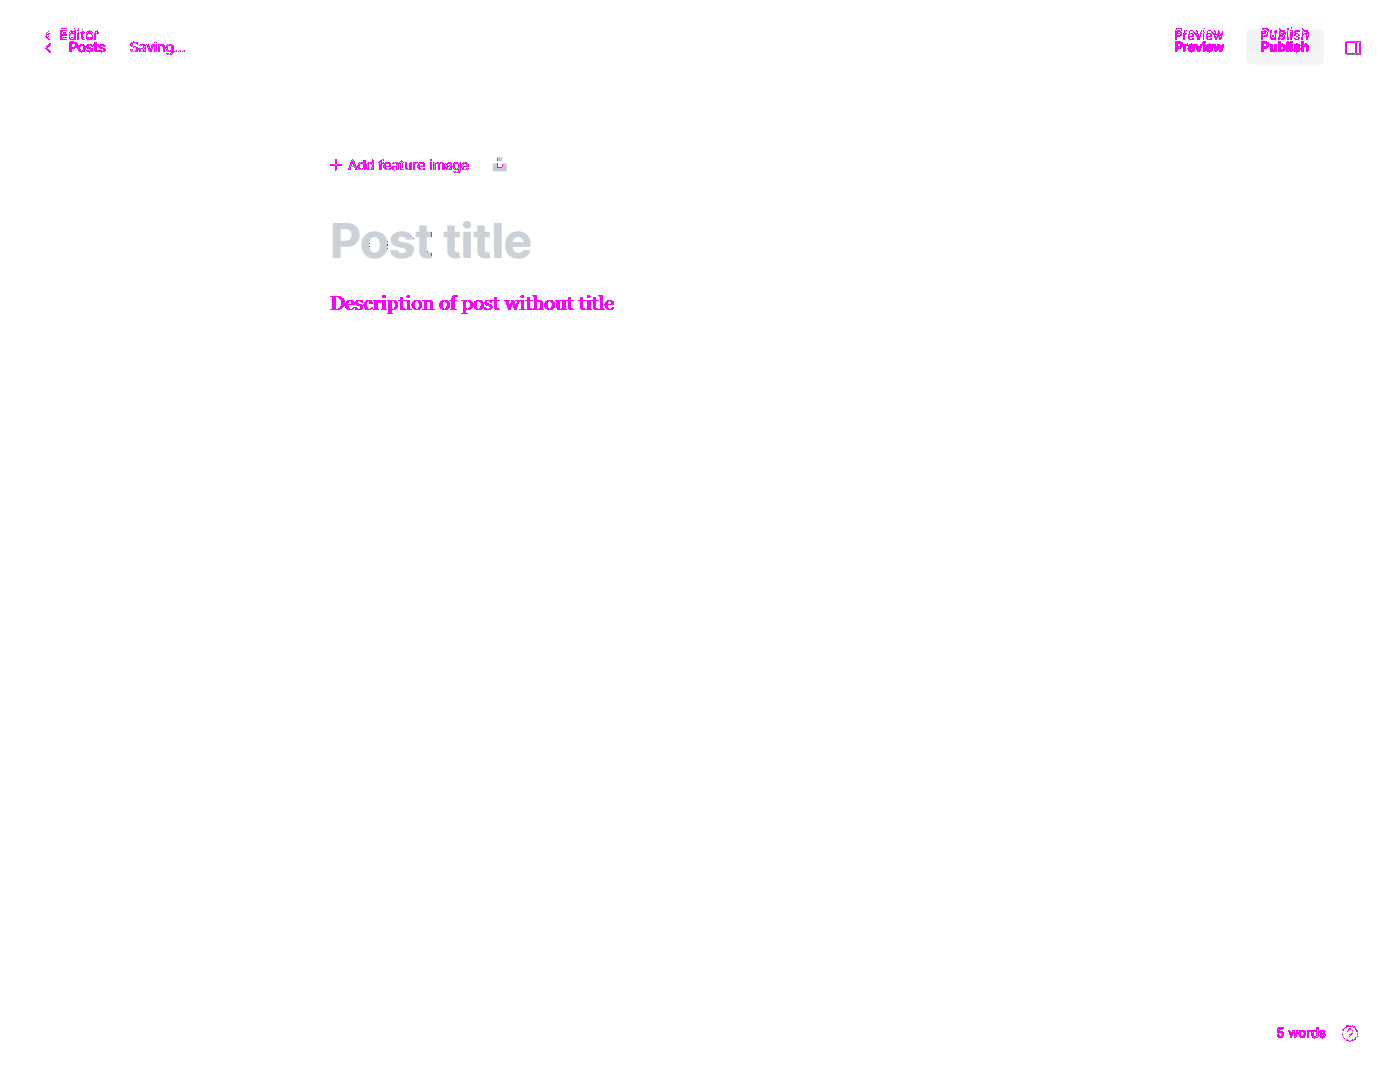 Editor
Preview Publish
Posts Saving...
Preview Publish
Add feature image
Post title
Description of post without title
5 words